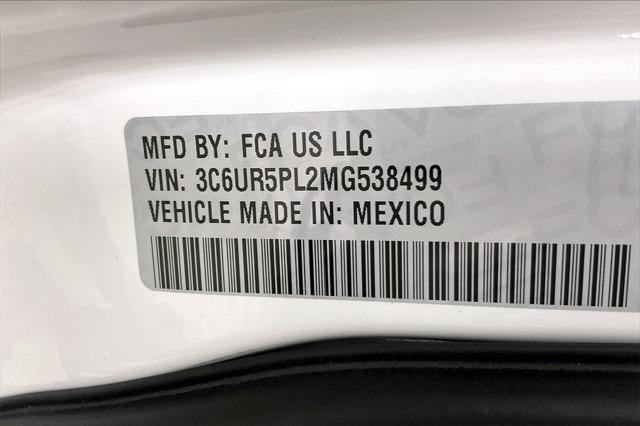 MFD BY: FCA US LLC
VIN: 3C6UR5PL2MG538499
VEHICLE MADE IN: MEXICO